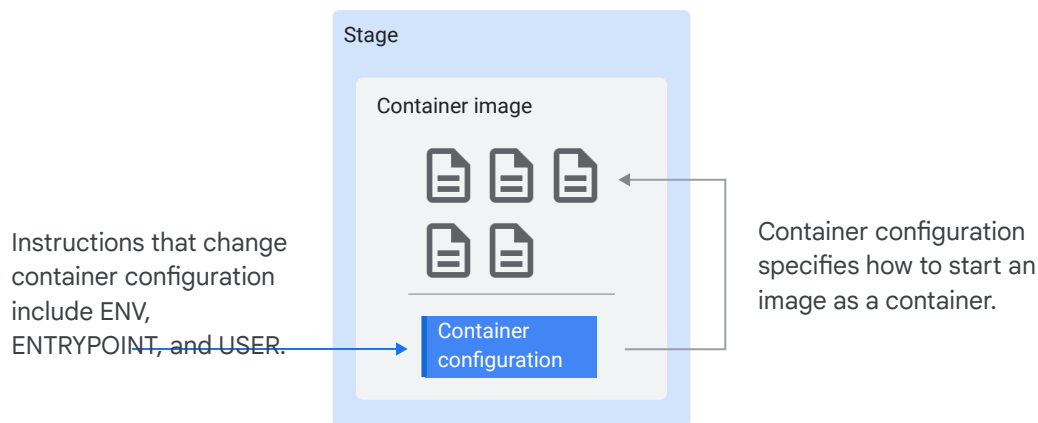 Stage
Container image
Instructions that change
container configuration
include ENV,
ENTRYPOINT, and USER.
Container
configuration
Container configuration
specifies how to start an
image as a container.